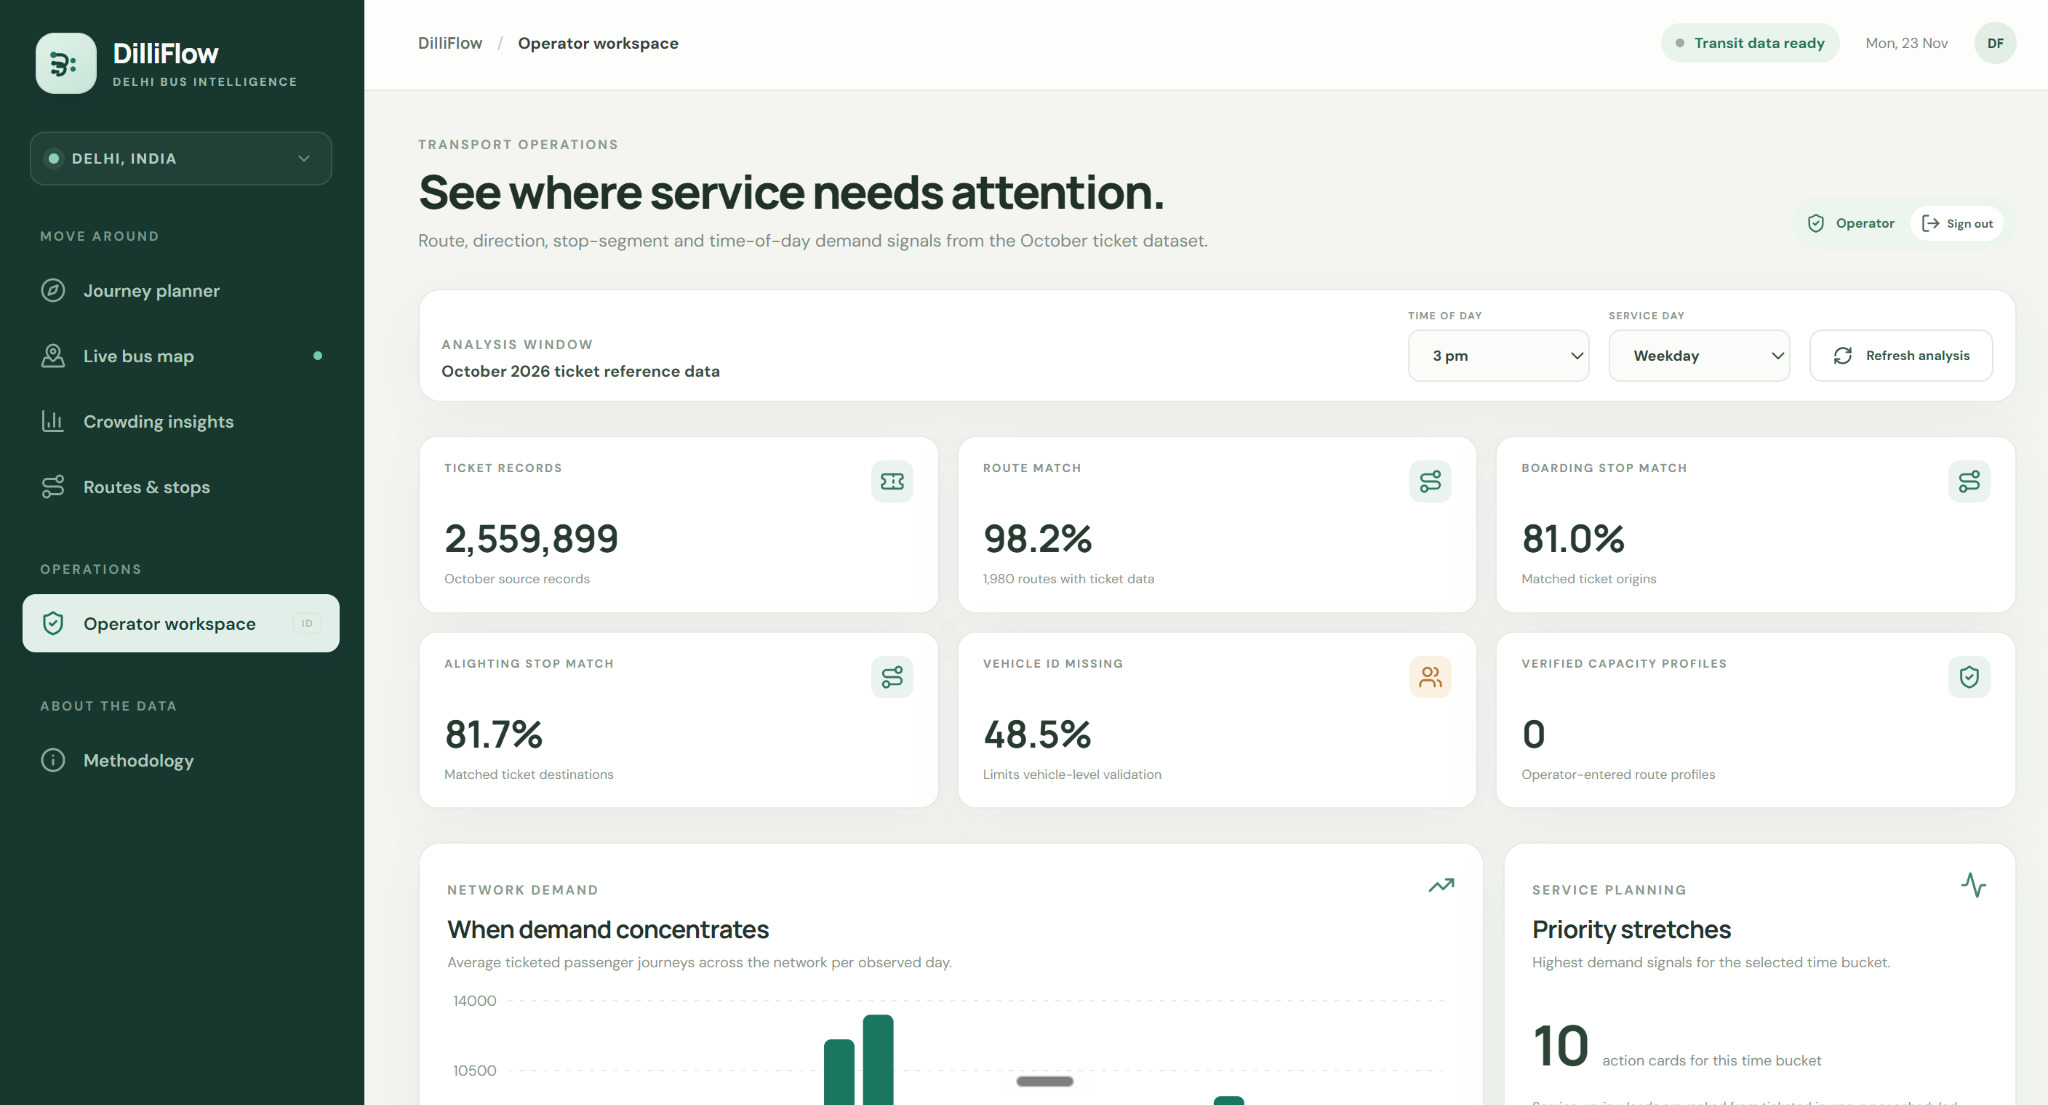 DilliFlow
DELHI BUS INTELLIGENCE
DELHI, INDIA
MOVE AROUND
Journey planner
Live bus map
Crowding insights
Routes & stops
OPERATIONS
Operator workspace
ID
ABOUT THE DATA
Methodology
DilliFlow / Operator workspace
Transit data ready
Mon, 23 Nov
DF
TRANSPORT OPERATIONS
See where service needs attention.
Route, direction, stop-segment and time-of-day demand signals from the October ticket dataset.
Operator
Sign out
ANALYSIS WINDOW
October 2026 ticket reference data
TIME OF DAY
3 pm
SERVICE DAY
Weekday
Refresh analysis
TICKET RECORDS
2,559,899
October source records
ROUTE MATCH
98.2%
1,980 routes with ticket data
BOARDING STOP MATCH
81.0%
Matched ticket origins
ALIGHTING STOP MATCH
81.7%
Matched ticket destinations
VEHICLE ID MISSING
48.5%
Limits vehicle-level validation
VERIFIED CAPACITY PROFILES
0
Operator-entered route profiles
NETWORK DEMAND
When demand concentrates
Average ticketed passenger journeys across the network per observed day.
14000
10500
SERVICE PLANNING
Priority stretches
Highest demand signals for the selected time bucket.
10 action cards for this time bucket